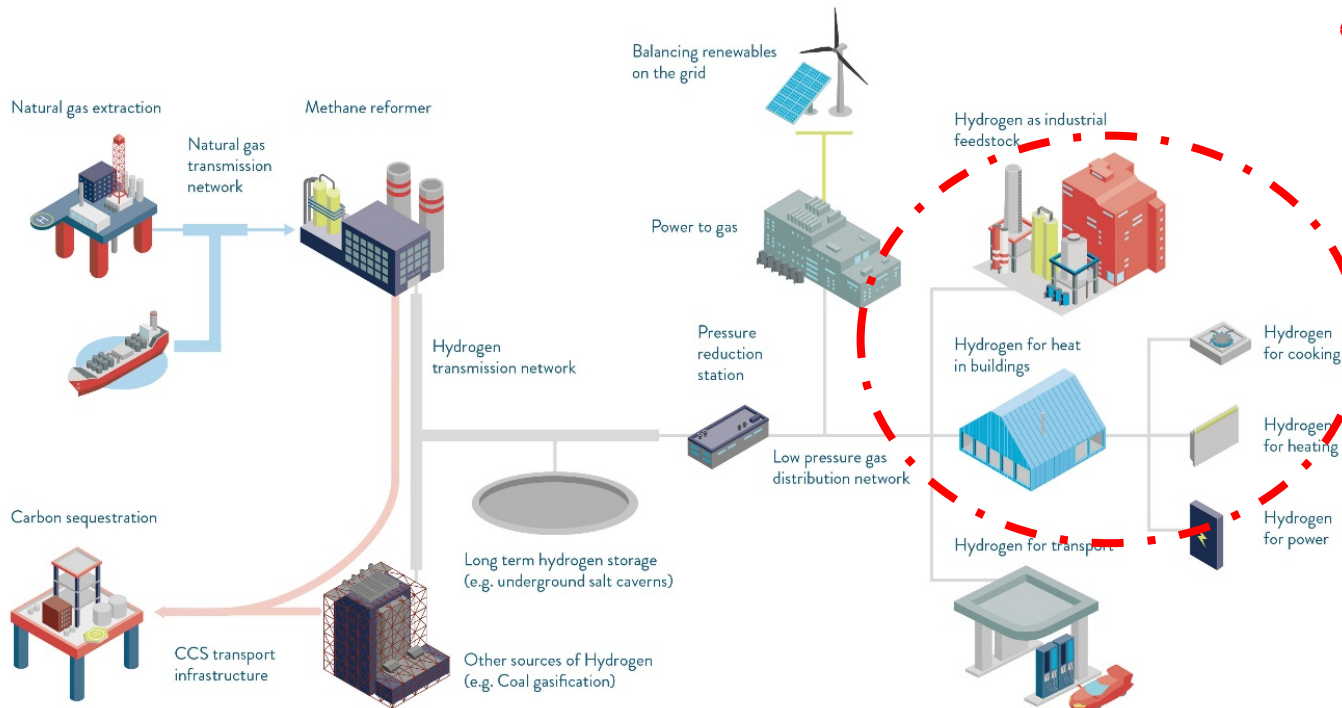 Balancing renewables
on the grid
Natural gas extraction
Methane reformer
Natural gas
transmission
network
Hydrogen as industrial
feedstock
Power to gas
Hydrogen
transmission network
Pressure
reduction
station
Hydrogen for heat
in buildings
Hydrogen
for cooking
Low pressure gas
distribution network
Hydrogen
for heating
Carbon sequestration
Long term hydrogen storage
(e.g. underground salt caverns)
Hydrogen for transport
Hydrogen
for power
CCS transport
infrastructure
Other sources of Hydrogen
(e.g. Coal gasification)
H